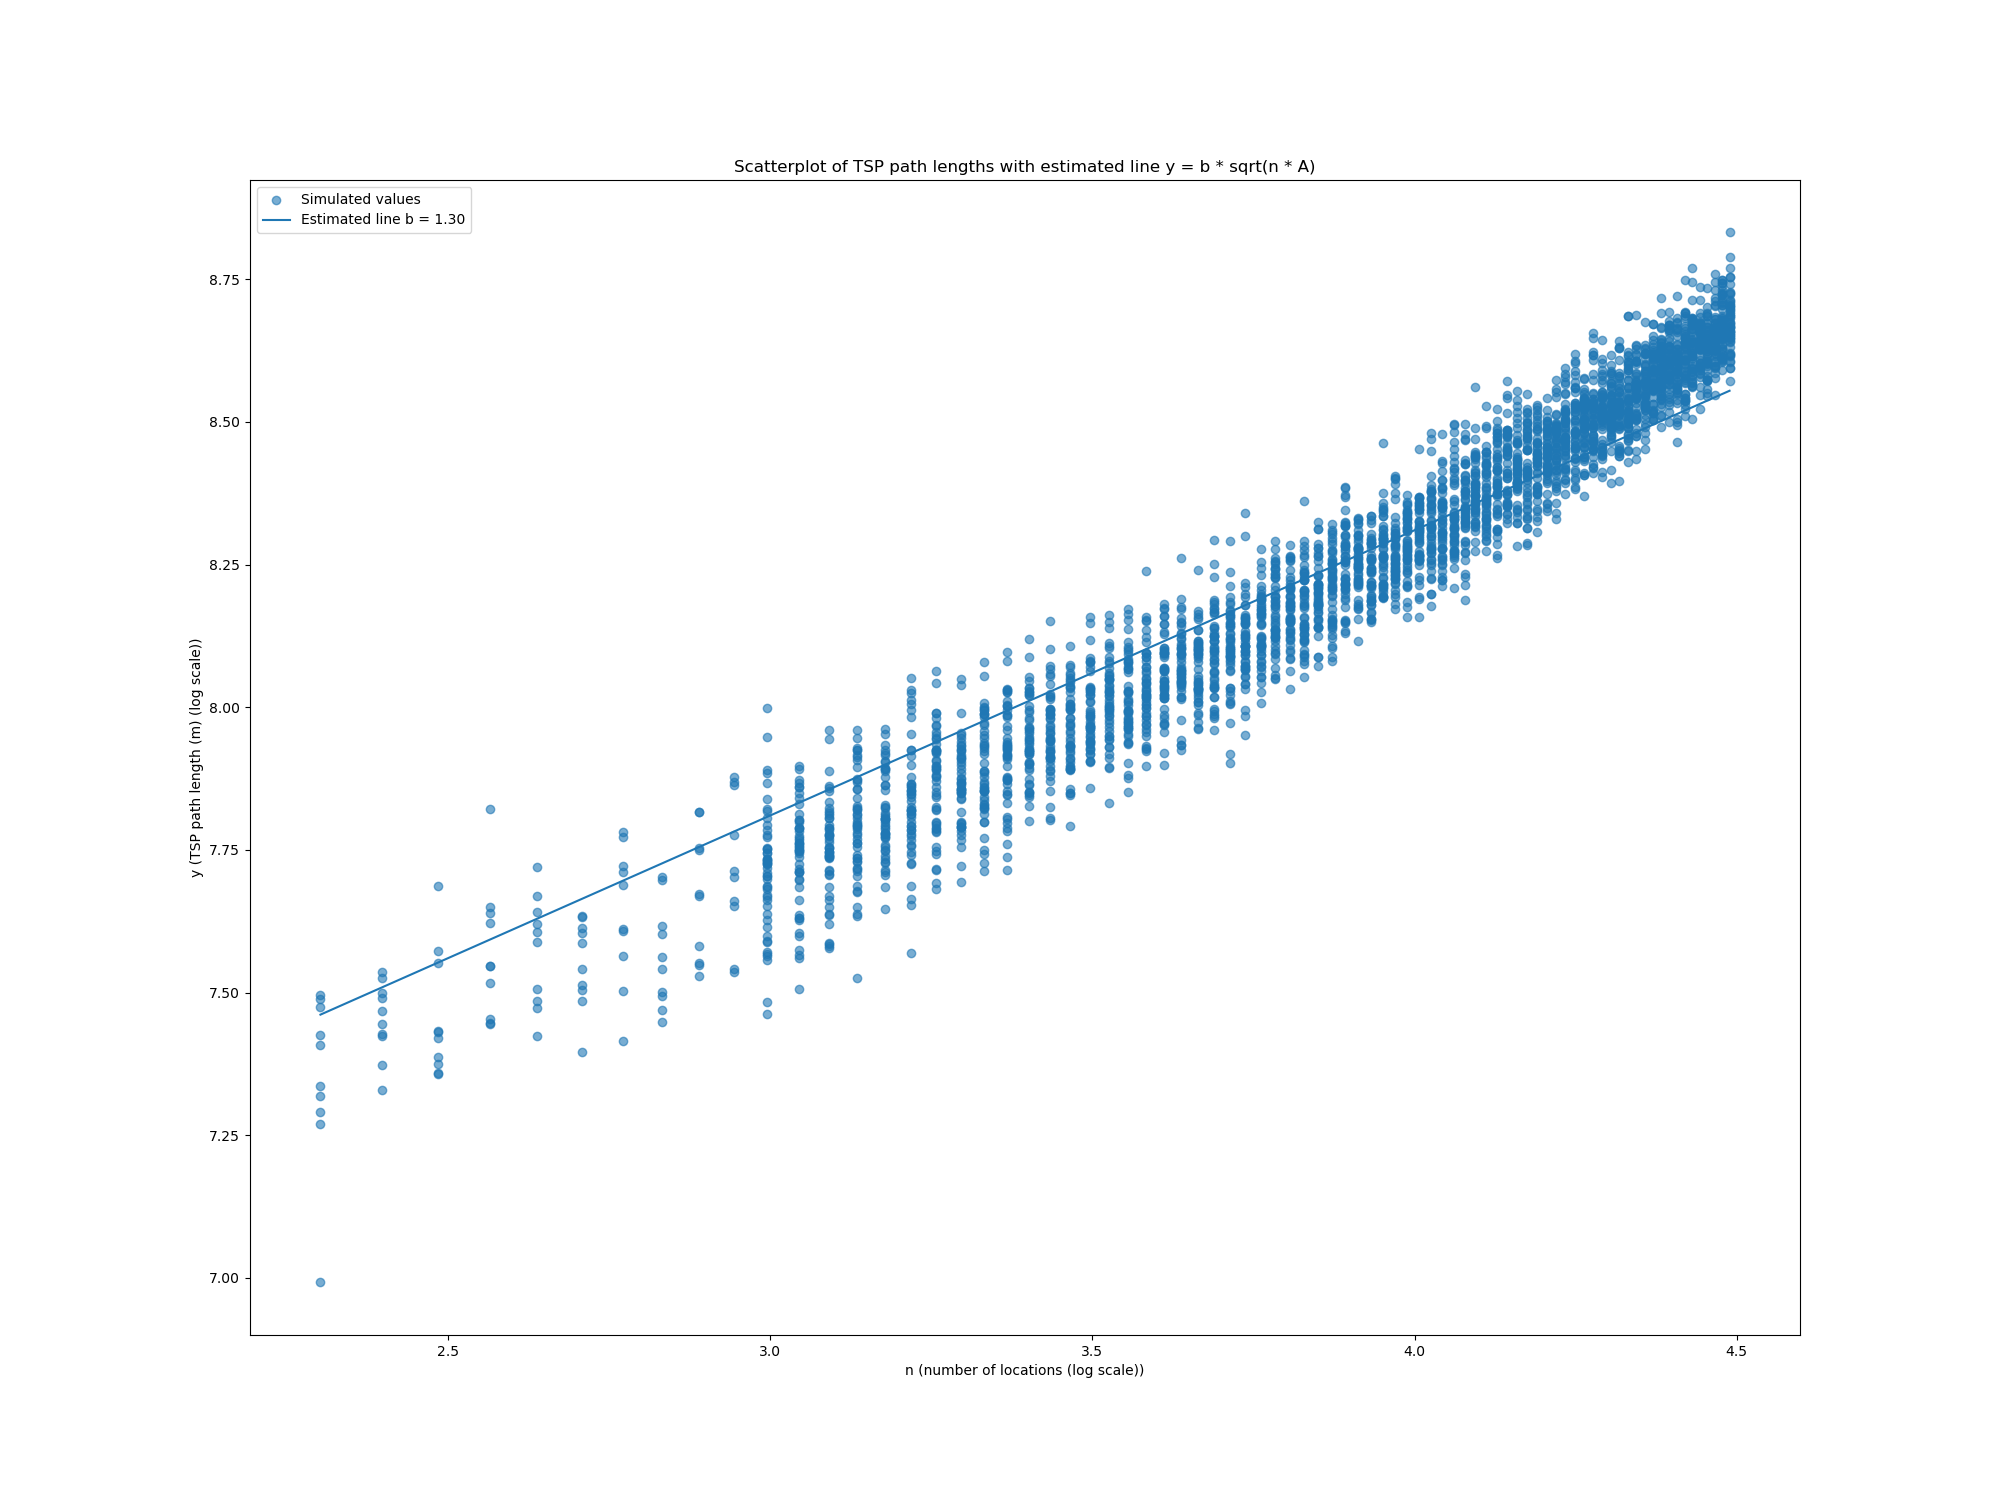 Scatterplot of TSP path lengths with estimated line y = b * sqrt(n * A)
Simulated values
Estimated line b = 1.30
8.75
8.50
8.25
8.00
7.75
7.50
7.25
7.00
y (TSP path length (m) (log scale))
2.5
3.0
3.5
4.0
4.5
n (number of locations (log scale))